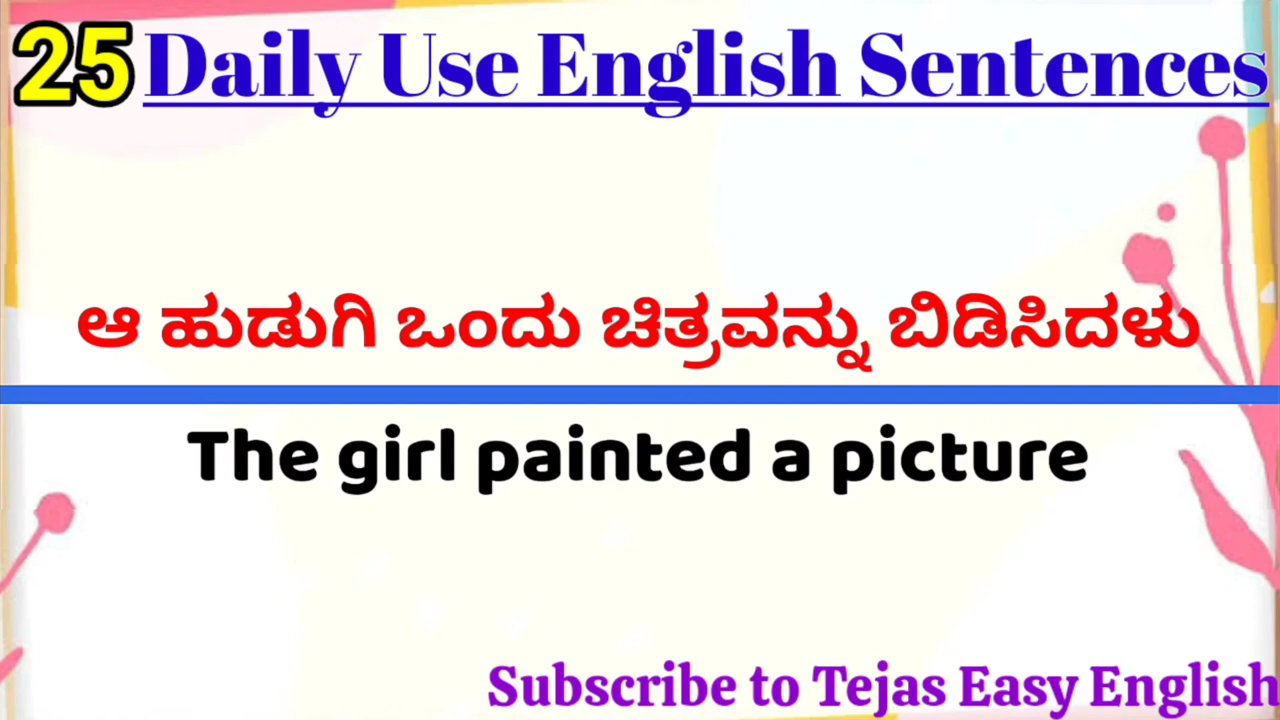 25 Daily Use English Sentences
ಆ ಹುಡುಗಿ ಒಂದು ಚಿತ್ರವನ್ನು ಬಿಡಿಸಿದಳು
The girl painted a picture
Subscribe to Tejas Easy English